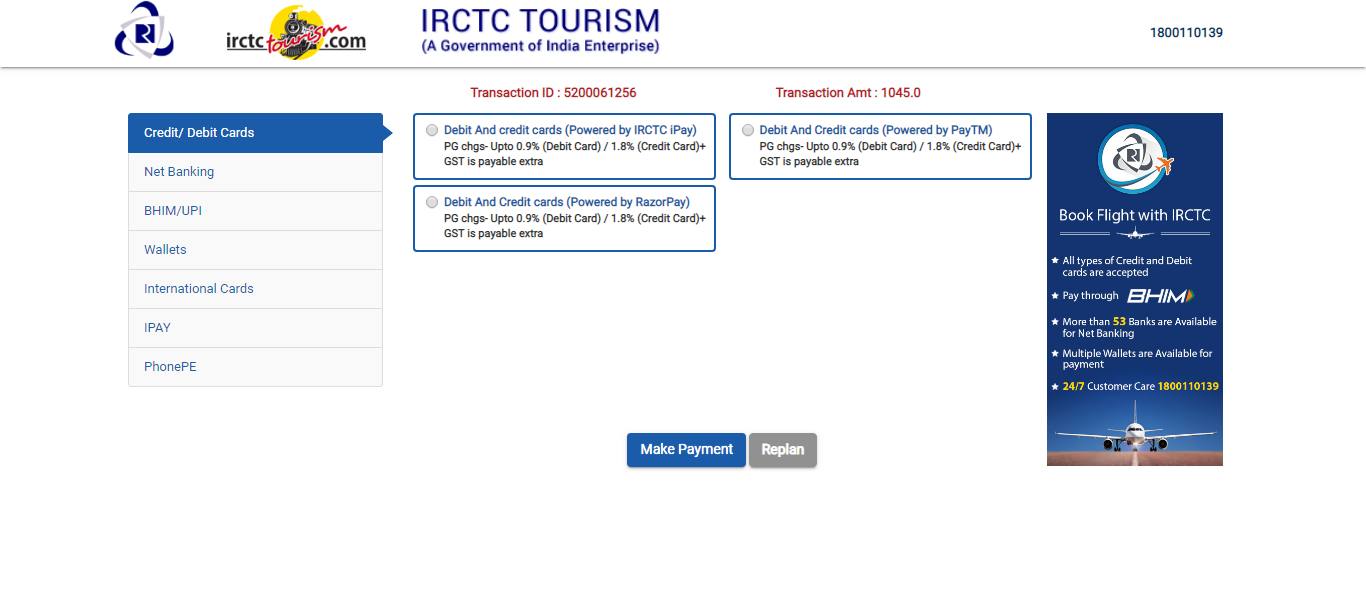 irctc tourism .com
IRCTC TOURISM
(A Government of India Enterprise)
1800110139
Transaction ID : 5200061256
Transaction Amt : 1045.0
Credit/ Debit Cards
Net Banking
BHIM/UPI
Wallets
International Cards
IPAY
PhonePE
Debit And credit cards (Powered by IRCTC iPay)
PG chgs- Upto 0.9% (Debit Card) / 1.8% (Credit Card)+
GST is payable extra
Debit And Credit cards (Powered by PayTM)
PG chgs- Upto 0.9% (Debit Card) / 1.8% (Credit Card)+
GST is payable extra
Debit And Credit cards (Powered by RazorPay)
PG chgs- Upto 0.9% (Debit Card) / 1.8% (Credit Card)+
GST is payable extra
Make Payment
Replan
Book Flight with IRCTC
All types of Credit and Debit
cards are accepted
Pay through BHIM
More than 53 Banks are Available
for Net Banking
Multiple Wallets are Available for
payment
24/7 Customer Care 1800110139